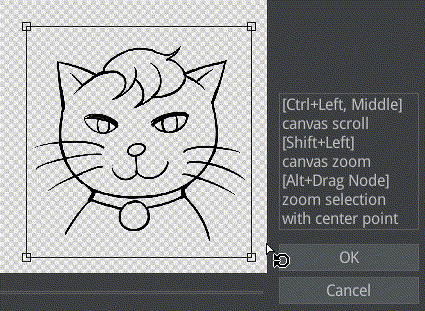 [Ctrl+Left, Middle]
canvas scroll
[Shift+Left]
canvas zoom
[Alt+Drag Node]
zoom selection
with center point
OK
Cancel